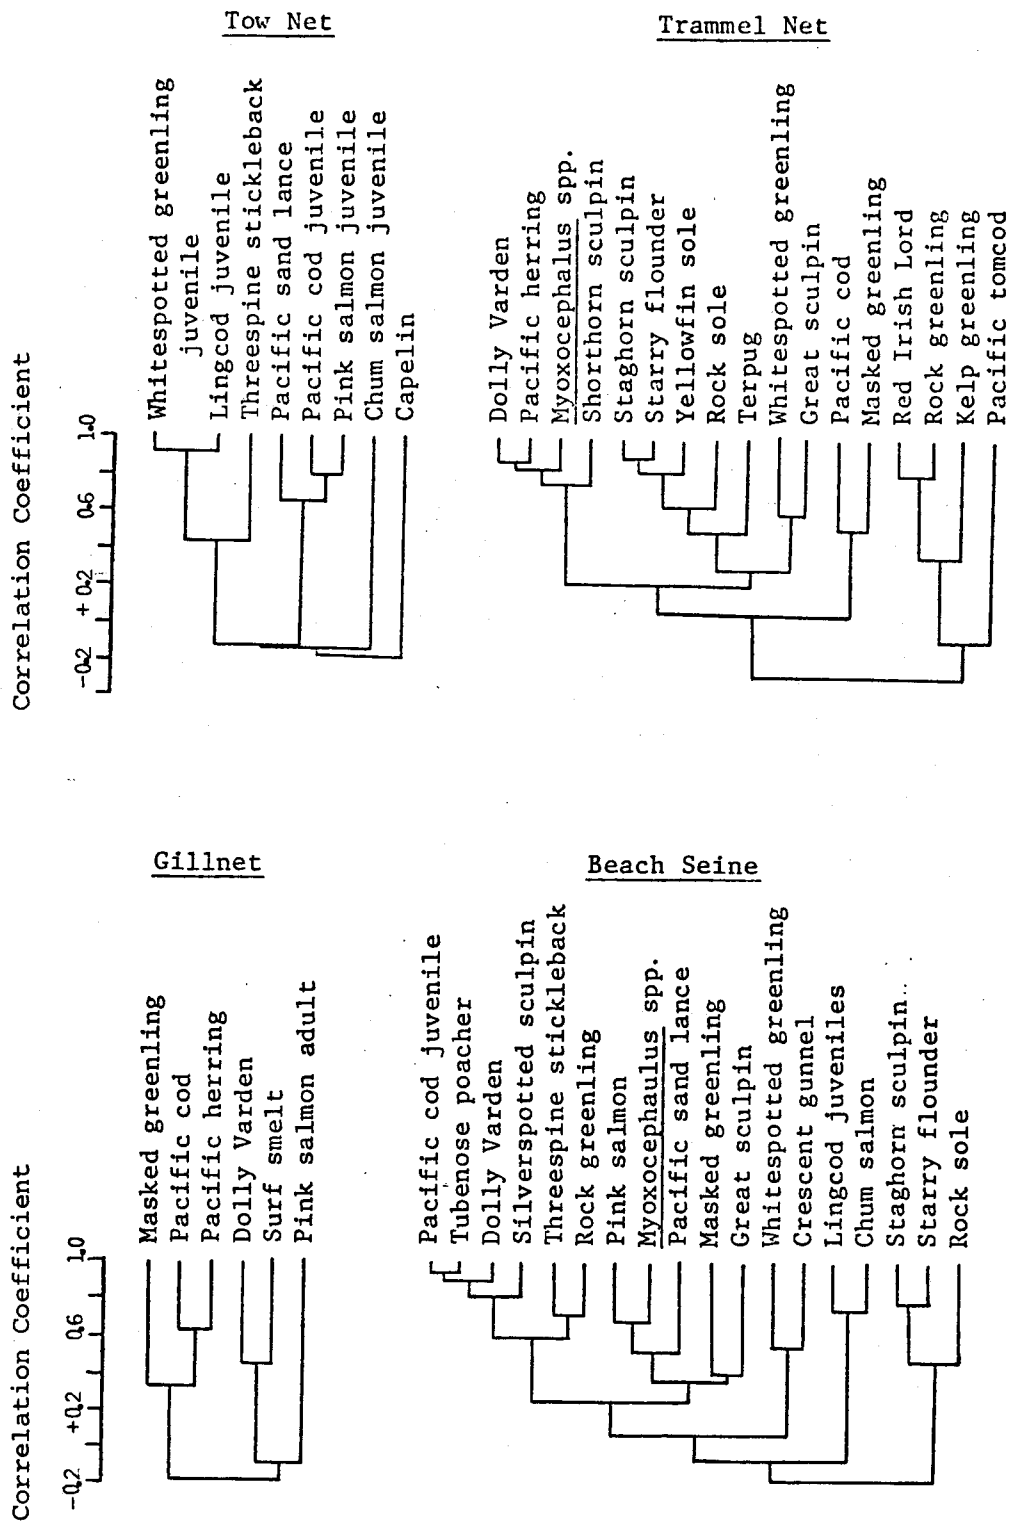 Tow Net
Correlation Coefficient
-0.2
+0.2
0.6
1.0
Whitespotted greenling
juvenile
Lingcod juvenile
Threespine stickleback
Pacific sand lance
Pacific cod juvenile
Pink salmon juvenile
Chum salmon juvenile
Capelin
Trammel Net
Dolly Varden
Pacific herring
Myoxocephalus spp.
Shorthorn sculpin
Staghorn sculpin
Starry flounder
Yellowfin sole
Rock sole
Terpug
Whitespotted greenling
Great sculpin
Pacific cod
Masked greenling
Red Irish Lord
Rock greenling
Kelp greenling
Pacific tomcod
Gillnet
Correlation Coefficient
-0.2
+0.2
0.6
1.0
Masked greenling
Pacific cod
Pacific herring
Dolly Varden
Surf smelt
Pink salmon adult
Beach Seine
Pacific cod juvenile
Tubenose poacher
Dolly Varden
Silverspotted sculpin
Threespine stickleback
Rock greenling
Pink salmon
Myoxocephaulus spp.
Pacific sand lance
Masked greenling
Great sculpin
Whitespotted greenling
Crescent gunnel
Lingcod juveniles
Chum salmon
Staghorn sculpin
Starry flounder
Rock sole